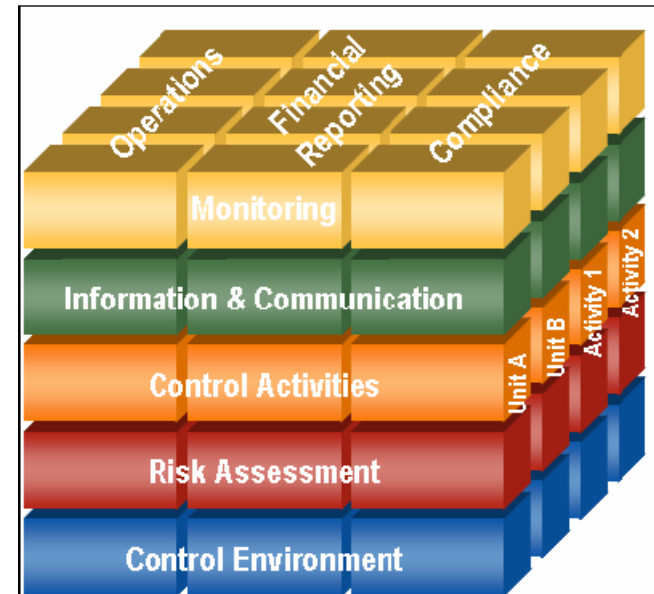 Operations
Financial
Reporting
Compliance
Monitoring
Information & Communication
Control Activities
Risk Assessment
Control Environment
Unit A
Unit B
Activity 1
Activity 2